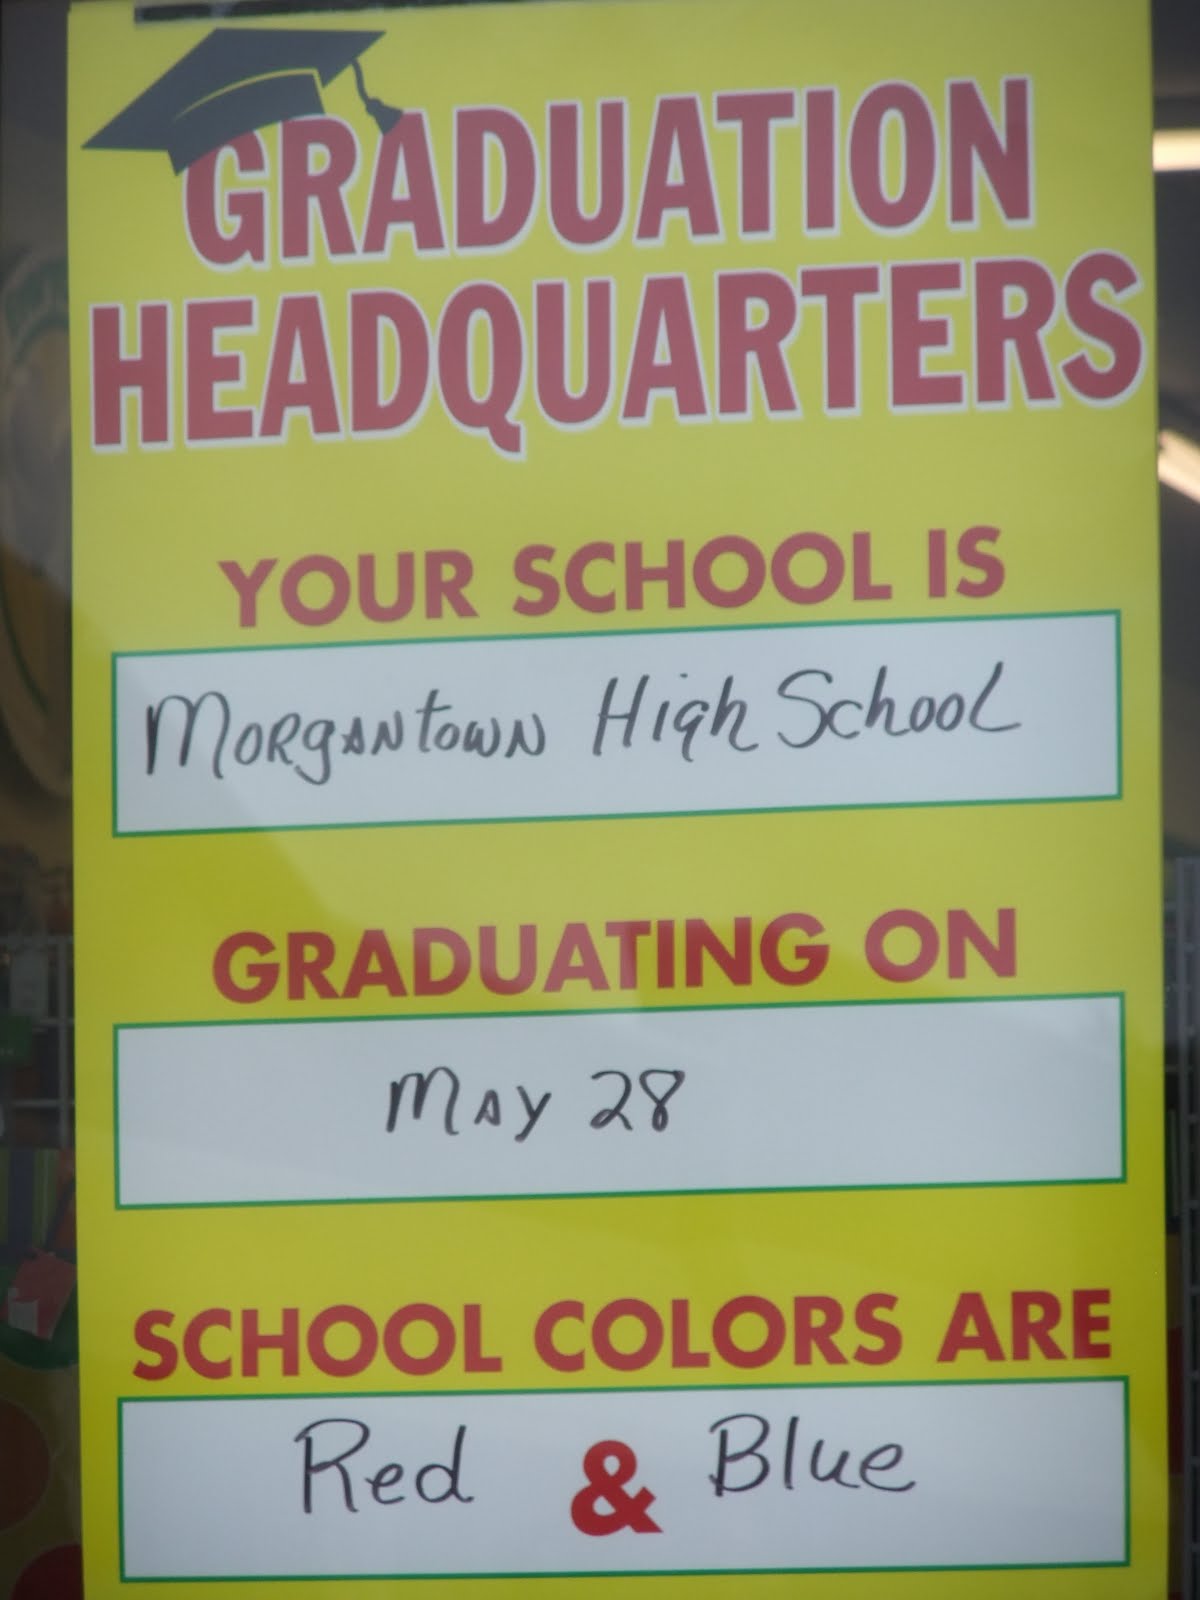 GRADUATION
HEADQUARTERS
YOUR SCHOOL IS
Morgantown High School
GRADUATING ON
May 28
SCHOOL COLORS ARE
Red & Blue